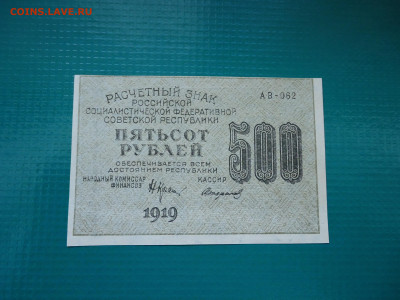 COINS.LAVE.RU
РАСЧЕТНЫЙ ЗНАК
РОССИЙСКОЙ
СОЦИАЛИСТИЧЕСКОЙ ФЕДЕРАТИВНОЙ
СОВЕТСКОЙ РЕСПУБЛИКИ
АВ-062
ПЯТЬСОТ
РУБЛЕЙ
500
ОБЕСПЕЧИВАЕТСЯ ВСЕМ
ДОСТОЯНИЕМ РЕСПУБЛИКИ
НАРОДНЫЙ КОМИССАР
ФИНАНСОВ
КАССИР
1919